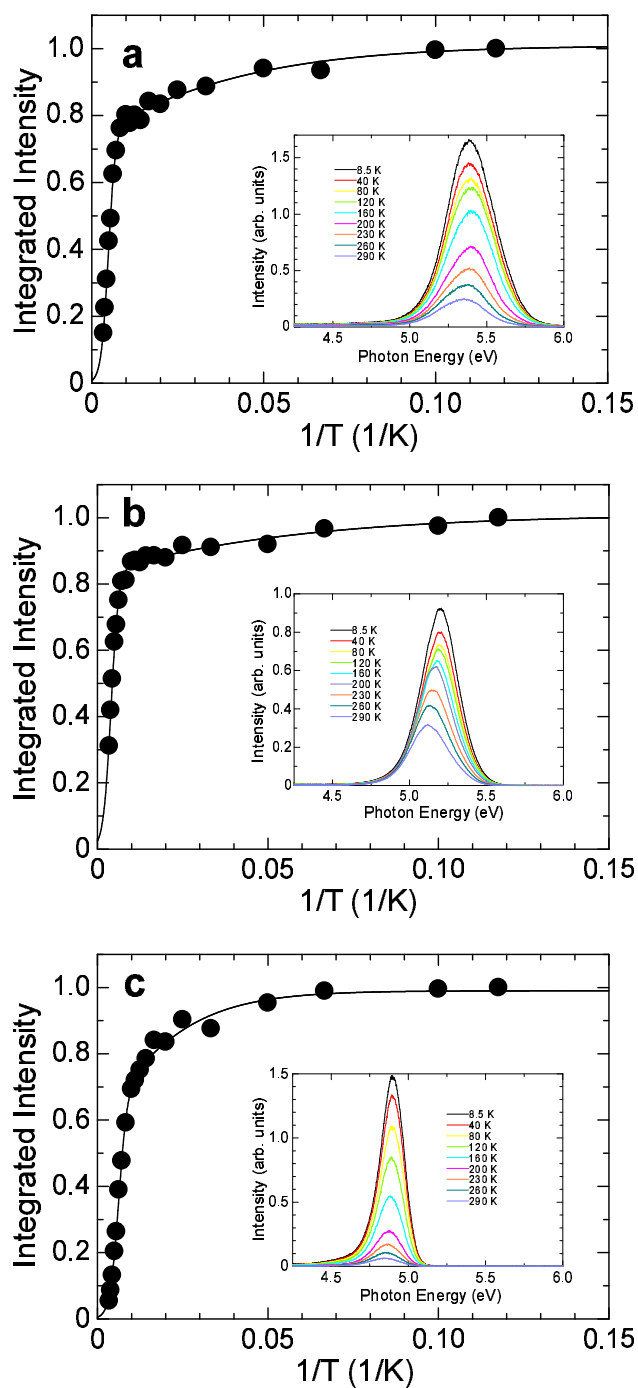 a
Integrated Intensity
1.0
0.8
0.6
0.4
0.2
0
0 0.05 0.10 0.15
1/T (1/K)
Intensity (arb. units)
1.5
1.0
0.5
0
8.5 K
40 K
80 K
120 K
160 K
200 K
230 K
260 K
290 K
4.5 5.0 5.5 6.0
Photon Energy (eV)
b
Integrated Intensity
1.0
0.8
0.6
0.4
0.2
0
0 0.05 0.10 0.15
1/T (1/K)
Intensity (arb. units)
1.0
0.8
0.6
0.4
0.2
0
8.5 K
40 K
80 K
120 K
160 K
200 K
230 K
260 K
290 K
4.5 5.0 5.5 6.0
Photon Energy (eV)
c
Integrated Intensity
1.0
0.8
0.6
0.4
0.2
0
0 0.05 0.10 0.15
1/T (1/K)
Intensity (arb. units)
1.5
1.0
0.5
0
8.5 K
40 K
80 K
120 K
160 K
200 K
230 K
260 K
290 K
4.5 5.0 5.5 6.0
Photon Energy (eV)